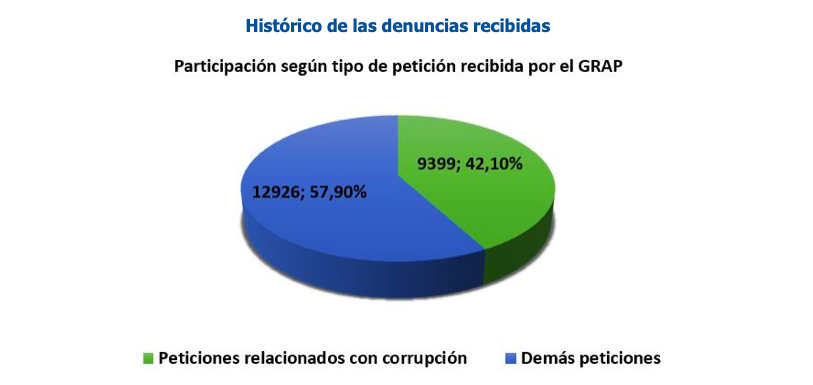 Histórico de las denuncias recibidas
Participación según tipo de petición recibida por el GRAP
9399; 42,10%
12926; 57,90%
Peticiones relacionados con corrupción
Demás peticiones